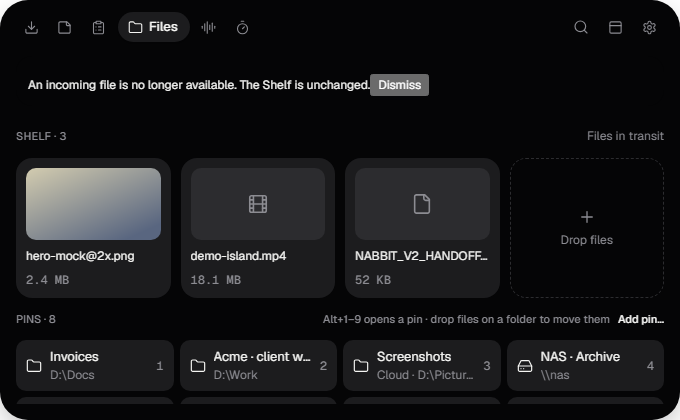 Files
An incoming file is no longer available. The Shelf is unchanged. Dismiss
SHELF · 3 Files in transit
hero-mock@2x.png demo-island.mp4 NABBIT_V2_HANDOFF... Drop files
2.4 MB 18.1 MB 52 KB
PINS · 8 Alt+1–9 opens a pin · drop files on a folder to move them Add pin...
Invoices 1 Acme · client w... 2 Screenshots 3 NAS · Archive 4
D:\Docs D:\Work Cloud · D:\Pictur... \\nas